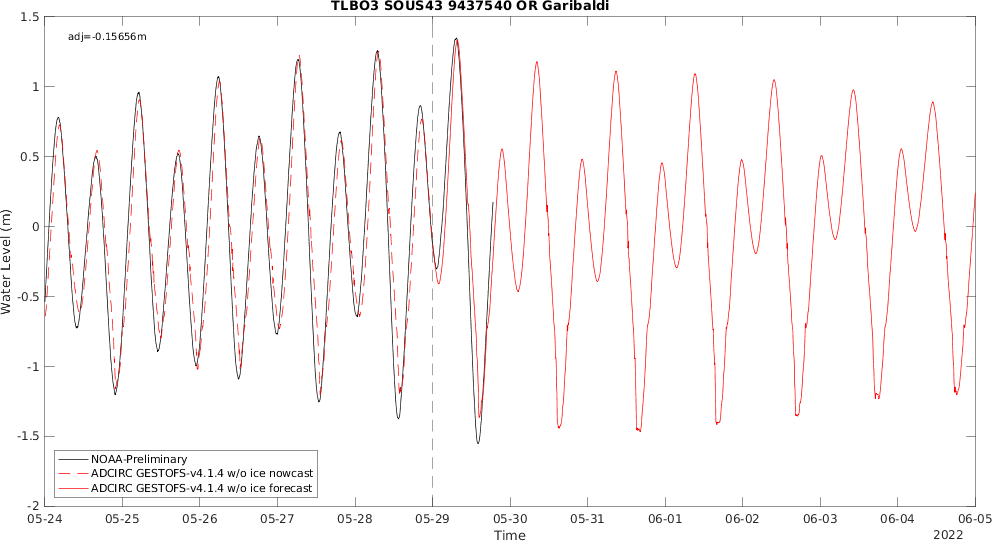 TLBO3 SOUS43 9437540 OR Garibaldi
adj=-0.15656m
1.5
1
0.5
0
-0.5
-1
-1.5
-2
Water Level (m)
NOAA-Preliminary
ADCIRC GESTOFS-v4.1.4 w/o ice nowcast
ADCIRC GESTOFS-v4.1.4 w/o ice forecast
05-24 05-25 05-26 05-27 05-28 05-29 05-30 05-31 06-01 06-02 06-03 06-04 06-05
Time
2022